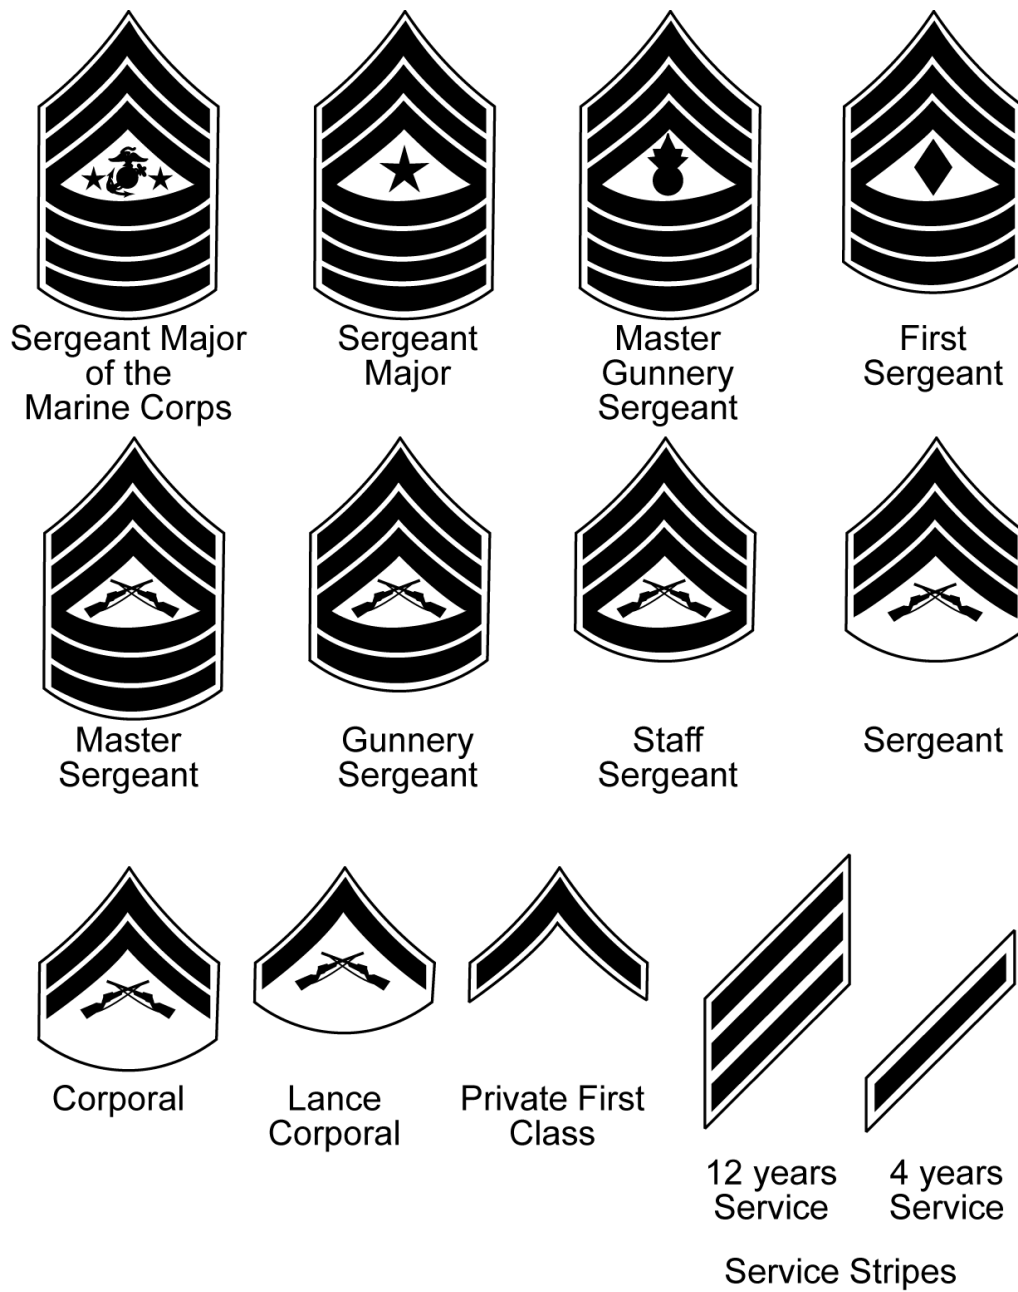 Sergeant Major
of the
Marine Corps
Sergeant
Major
Master
Gunnery
Sergeant
First
Sergeant
Master
Sergeant
Gunnery
Sergeant
Staff
Sergeant
Sergeant
Corporal
Lance
Corporal
Private First
Class
12 years
Service
4 years
Service
Service Stripes